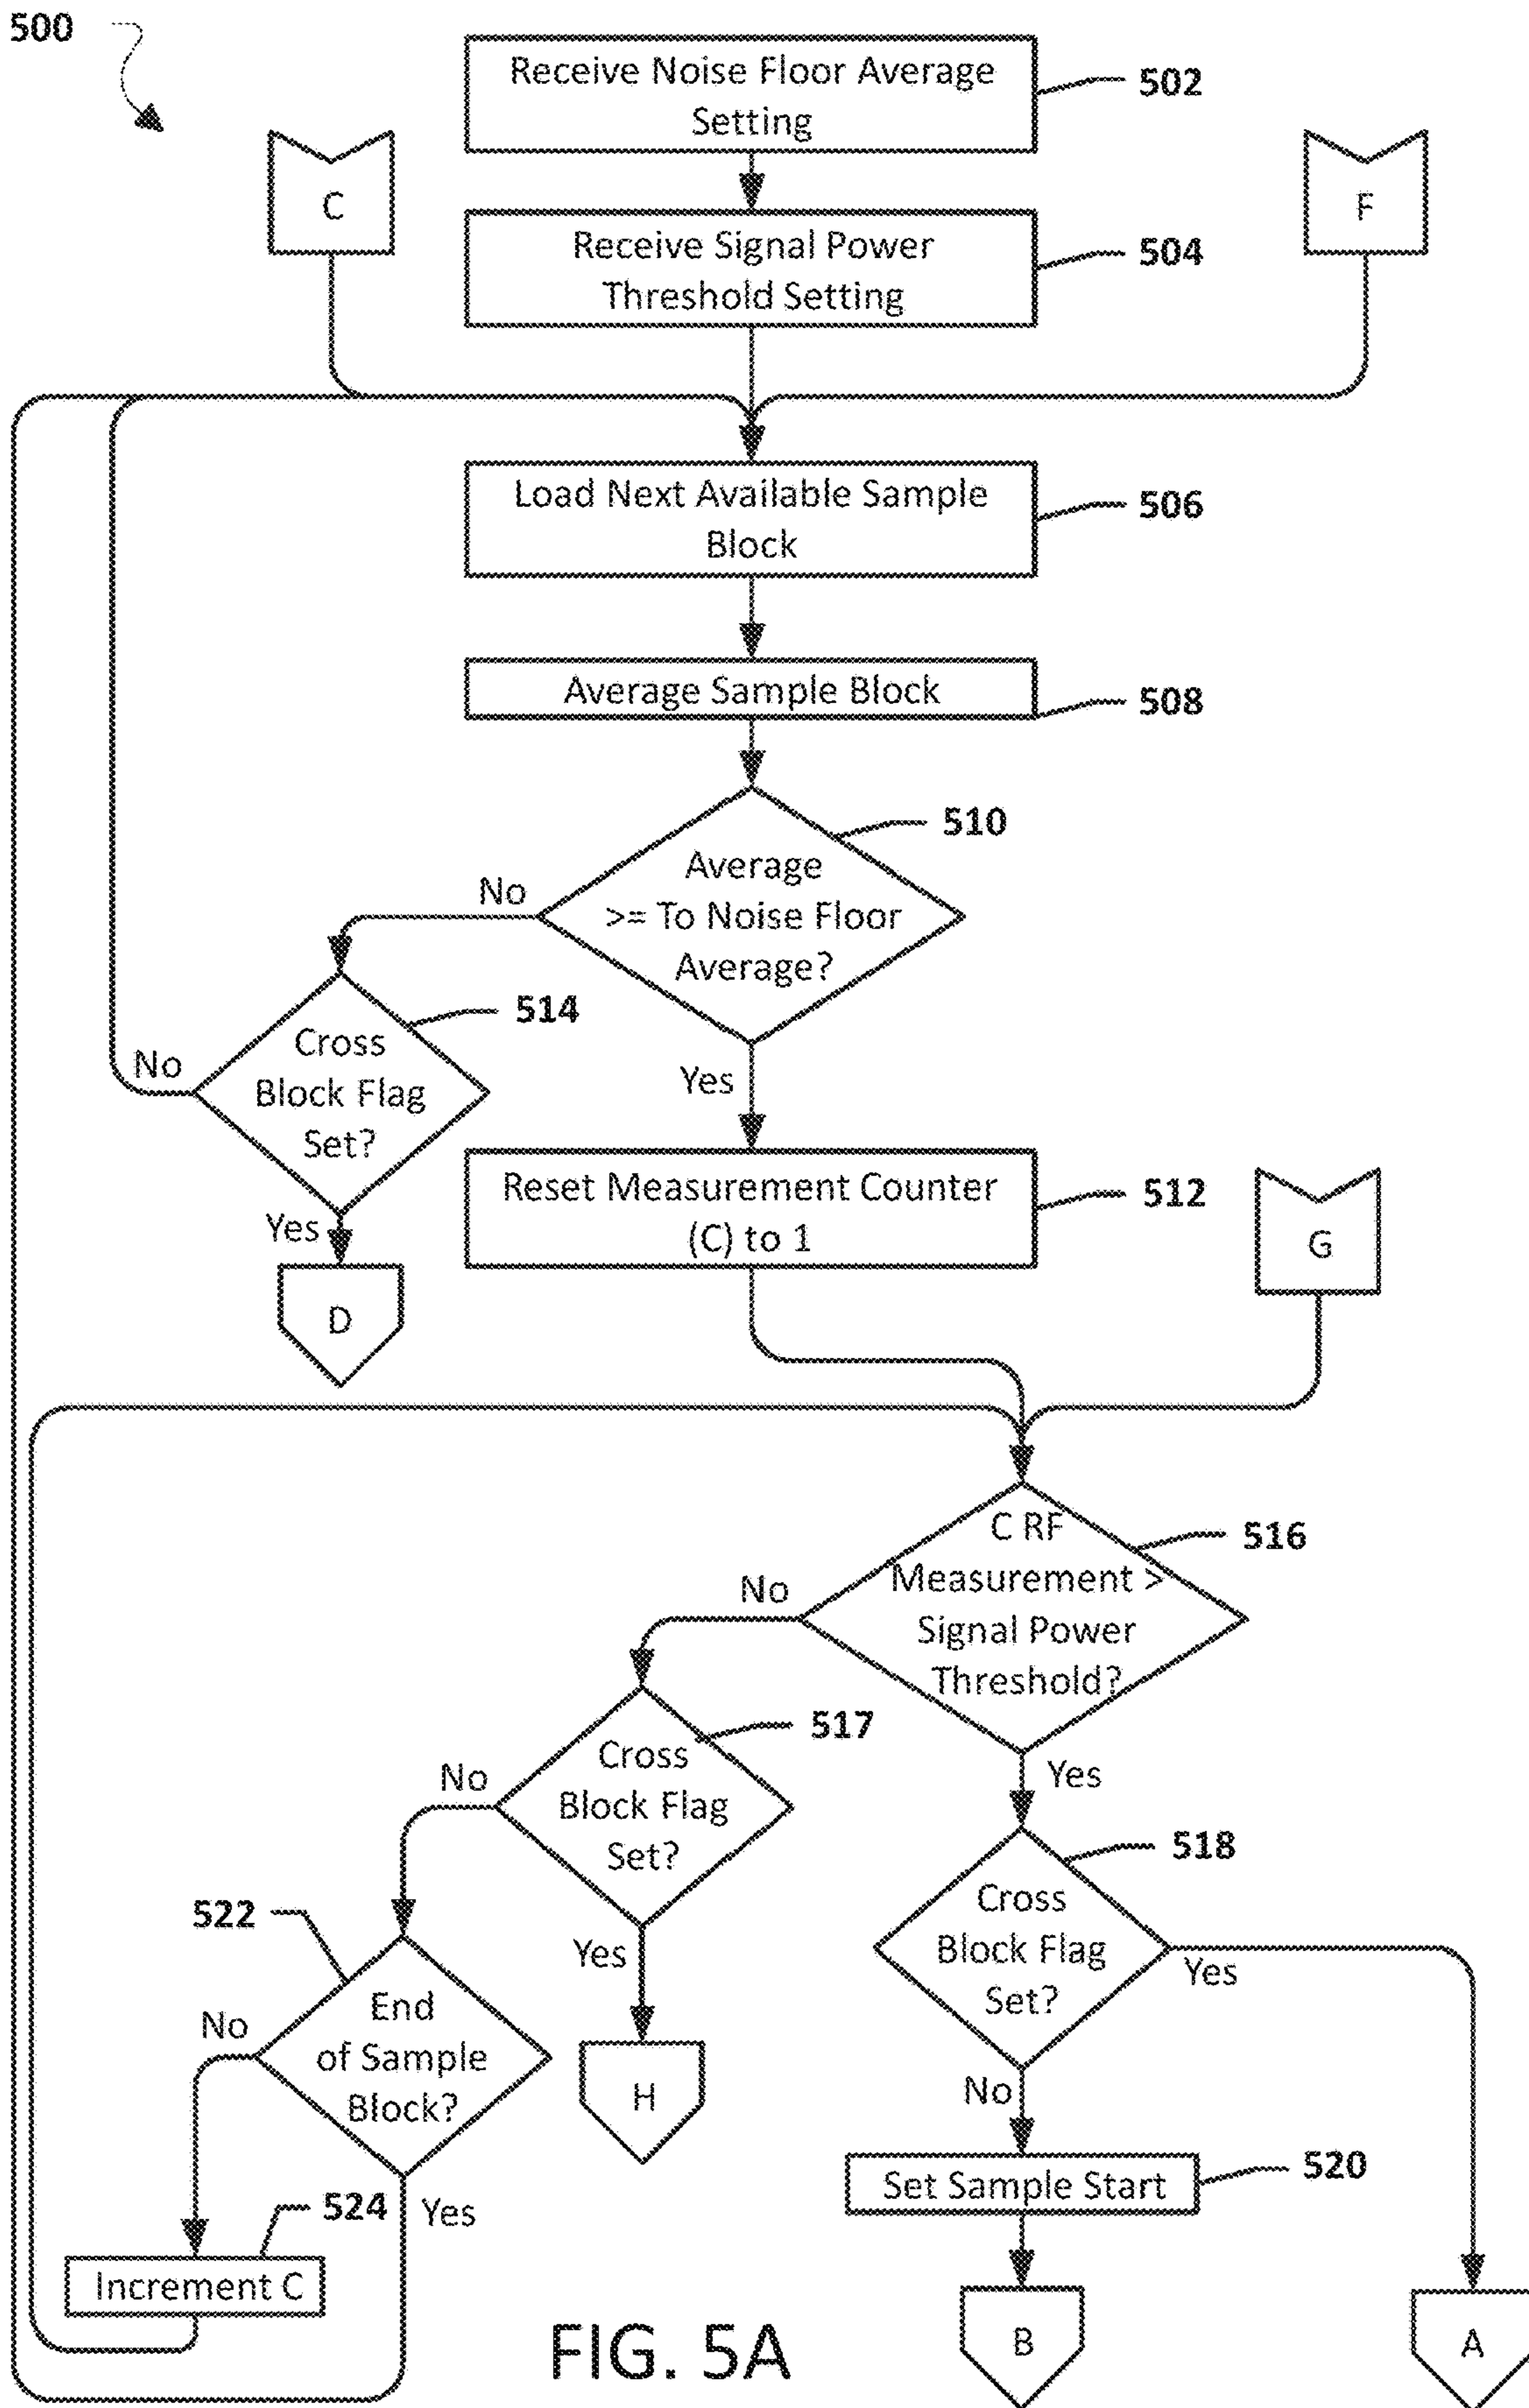 500
Receive Noise Floor Average
Setting
502
C
F
Receive Signal Power
Threshold Setting
504
Load Next Available Sample
Block
506
Average Sample Block
508
510
Average
>= To Noise Floor
Average?
No
514
Cross
Block Flag
Set?
No
Yes
Yes
Reset Measurement Counter
(C) to 1
512
G
D
C RF
Measurement >
Signal Power
Threshold?
516
No
517
Cross
Block Flag
Set?
No
Yes
Yes
518
Cross
Block Flag
Set?
Yes
No
522
End
of Sample
Block?
No
Yes
H
Set Sample Start
520
524
Increment C
B
A
FIG. 5A